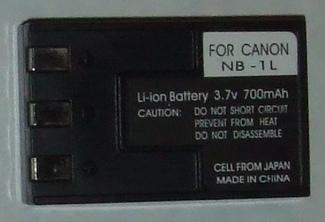 FOR CANON
NB-1L
Li-ion Battery 3.7v 700mAh
CAUTION: DO NOT SHORT CIRCUIT
PREVENT FROM HEAT
DO NOT DISASSEMBLE
CELL FROM JAPAN
MADE IN CHINA